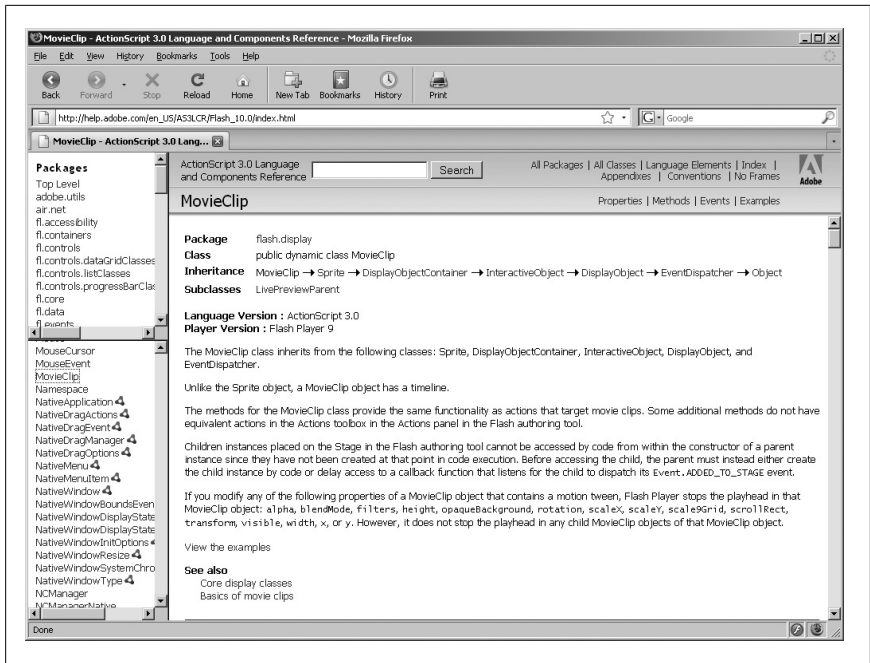 MovieClip - ActionScript 3.0 Language and Components Reference - Mozilla Firefox
File Edit View History Bookmarks Tools Help
Back Forward Stop Reload Home New Tab Bookmarks History Print
http://help.adobe.com/en_US/AS3LCR/Flash_10.0/index.html
Google
MovieClip - ActionScript 3.0 Lang...
Packages
Top Level
adobe.utils
air.net
fl.accessibility
fl.containers
fl.controls
fl.controls.dataGridClasses
fl.controls.listClasses
fl.controls.progressBarClas
fl.core
fl.data
fl.events
Mouse
MouseCursor
MouseEvent
MovieClip
Namespace
NativeApplication
NativeDragActions
NativeDragEvent
NativeDragManager
NativeDragOptions
NativeMenu
NativeMenuItem
NativeWindow
NativeWindowBoundsEven
NativeWindowDisplayState
NativeWindowDisplayState
NativeWindowInitOptions
NativeWindowResize
NativeWindowSystemChro
NativeWindowType
NCManager
NCManagerNative
ActionScript 3.0 Language
and Components Reference
Search
All Packages | All Classes | Language Elements | Index |
Appendixes | Conventions | No Frames
Adobe
MovieClip
Properties | Methods | Events | Examples
Package flash.display
Class public dynamic class MovieClip
Inheritance MovieClip → Sprite → DisplayObjectContainer → InteractiveObject → DisplayObject → EventDispatcher → Object
Subclasses LivePreviewParent
Language Version : ActionScript 3.0
Player Version : Flash Player 9
The MovieClip class inherits from the following classes: Sprite, DisplayObjectContainer, InteractiveObject, DisplayObject, and
EventDispatcher.
Unlike the Sprite object, a MovieClip object has a timeline.
The methods for the MovieClip class provide the same functionality as actions that target movie clips. Some additional methods do not have
equivalent actions in the Actions toolbox in the Actions panel in the Flash authoring tool.
Children instances placed on the Stage in the Flash authoring tool cannot be accessed by code from within the constructor of a parent
instance since they have not been created at that point in code execution. Before accessing the child, the parent must instead either create
the child instance by code or delay access to a callback function that listens for the child to dispatch its Event.ADDED_TO_STAGE event.
If you modify any of the following properties of a MovieClip object that contains a motion tween, Flash Player stops the playhead in that
MovieClip object: alpha, blendMode, filters, height, opaqueBackground, rotation, scaleX, scaleY, scale9Grid, scrollRect,
transform, visible, width, x, or y. However, it does not stop the playhead in any child MovieClip objects of that MovieClip object.
View the examples
See also
Core display classes
Basics of movie clips
Done